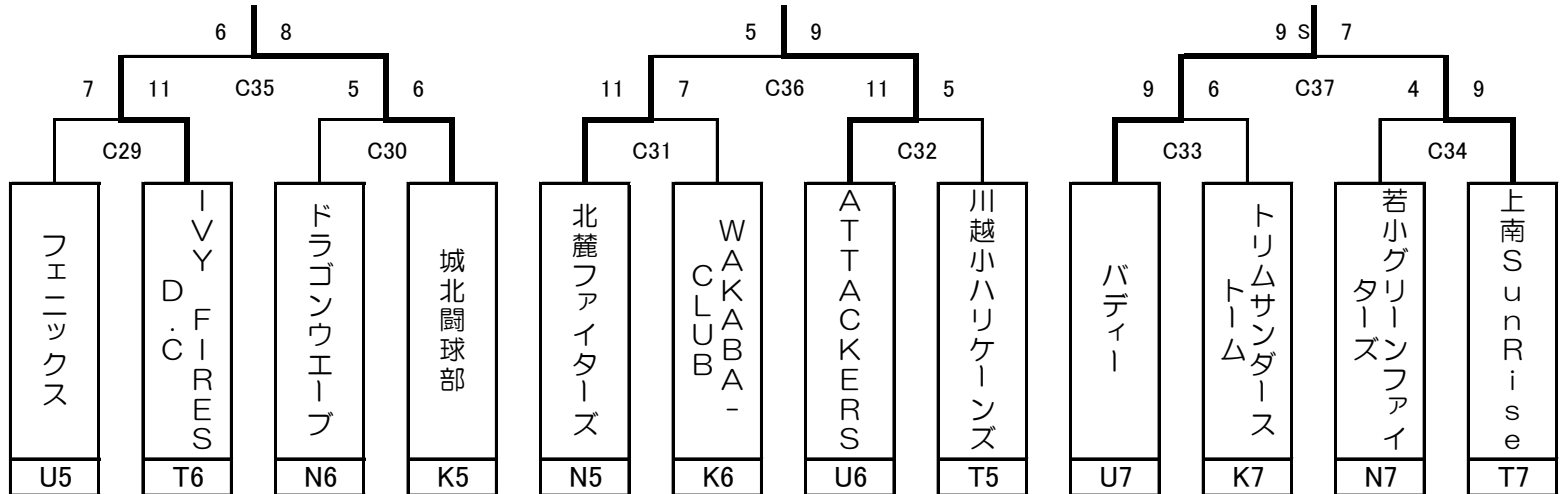 6 8 5 9 9 S 7
7 11 C35 5 6 11 7 C36 11 5 9 6 C37 4 9
C29 C30 C31 C32 C33 C34
フェニックス
IVY FIRES
D.C
ドラゴンウエーブ
城北闘球部
北麓ファイターズ
WAKABA-
CLUB
ATTACKERS
川越小ハリケーンズ
バディー
トリムサンダース
トーム
若小グリーンファイ
ターズ
上南SunRise
U5 T6 N6 K5 N5 K6 U6 T5 U7 K7 N7 T7